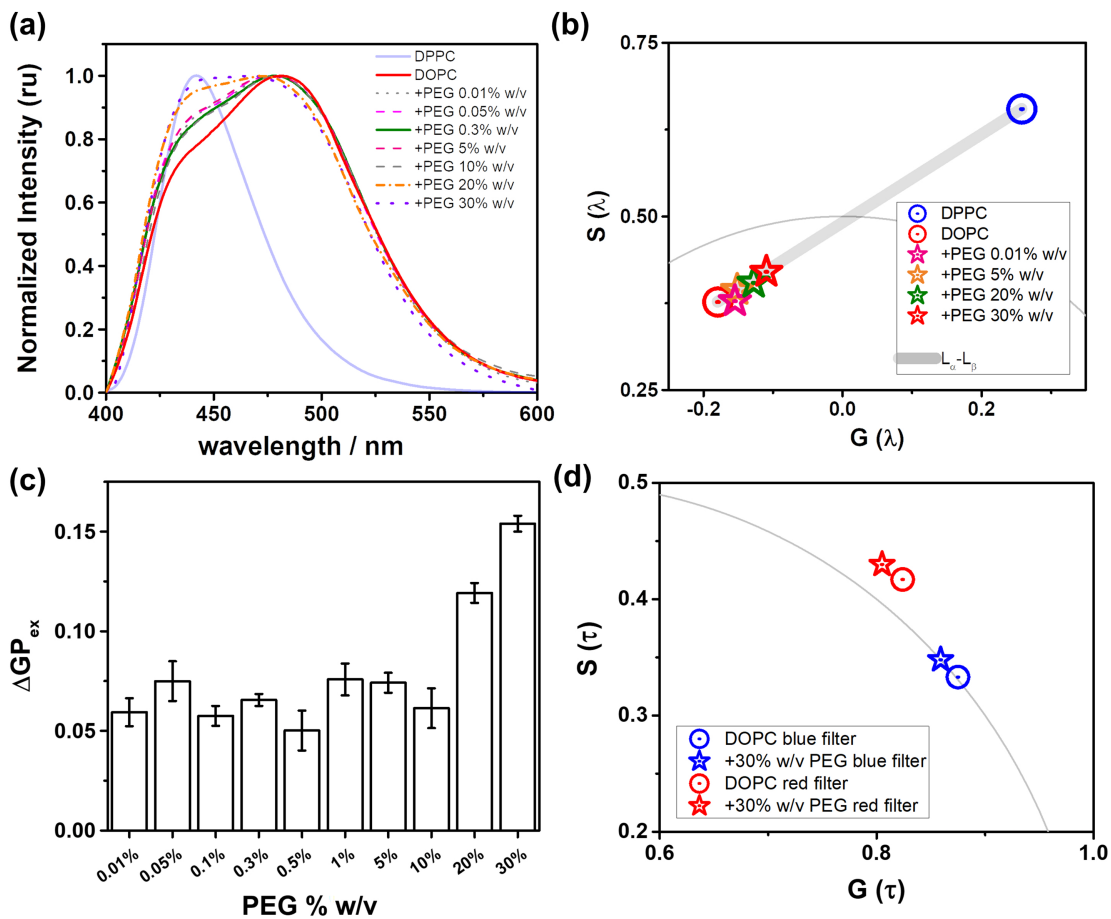 (a)
Normalized Intensity (ru)
1.0
0.8
0.6
0.4
0.2
0.0
400
450
500
550
600
wavelength / nm
DPPC
DOPC
+PEG 0.01% w/v
+PEG 0.05% w/v
+PEG 0.3% w/v
+PEG 5% w/v
+PEG 10% w/v
+PEG 20% w/v
+PEG 30% w/v
(b)
S (λ)
0.75
0.50
0.25
-0.2
0.0
0.2
G (λ)
DPPC
DOPC
+PEG 0.01% w/v
+PEG 5% w/v
+PEG 20% w/v
+PEG 30% w/v
Lα-Lβ
(c)
ΔGPex
0.15
0.10
0.05
0.00
0.01%
0.05%
0.1%
0.3%
0.5%
1%
5%
10%
20%
30%
PEG % w/v
(d)
S (τ)
0.5
0.4
0.3
0.2
0.6
0.8
1.0
G (τ)
DOPC blue filter
+30% w/v PEG blue filter
DOPC red filter
+30% w/v PEG red filter